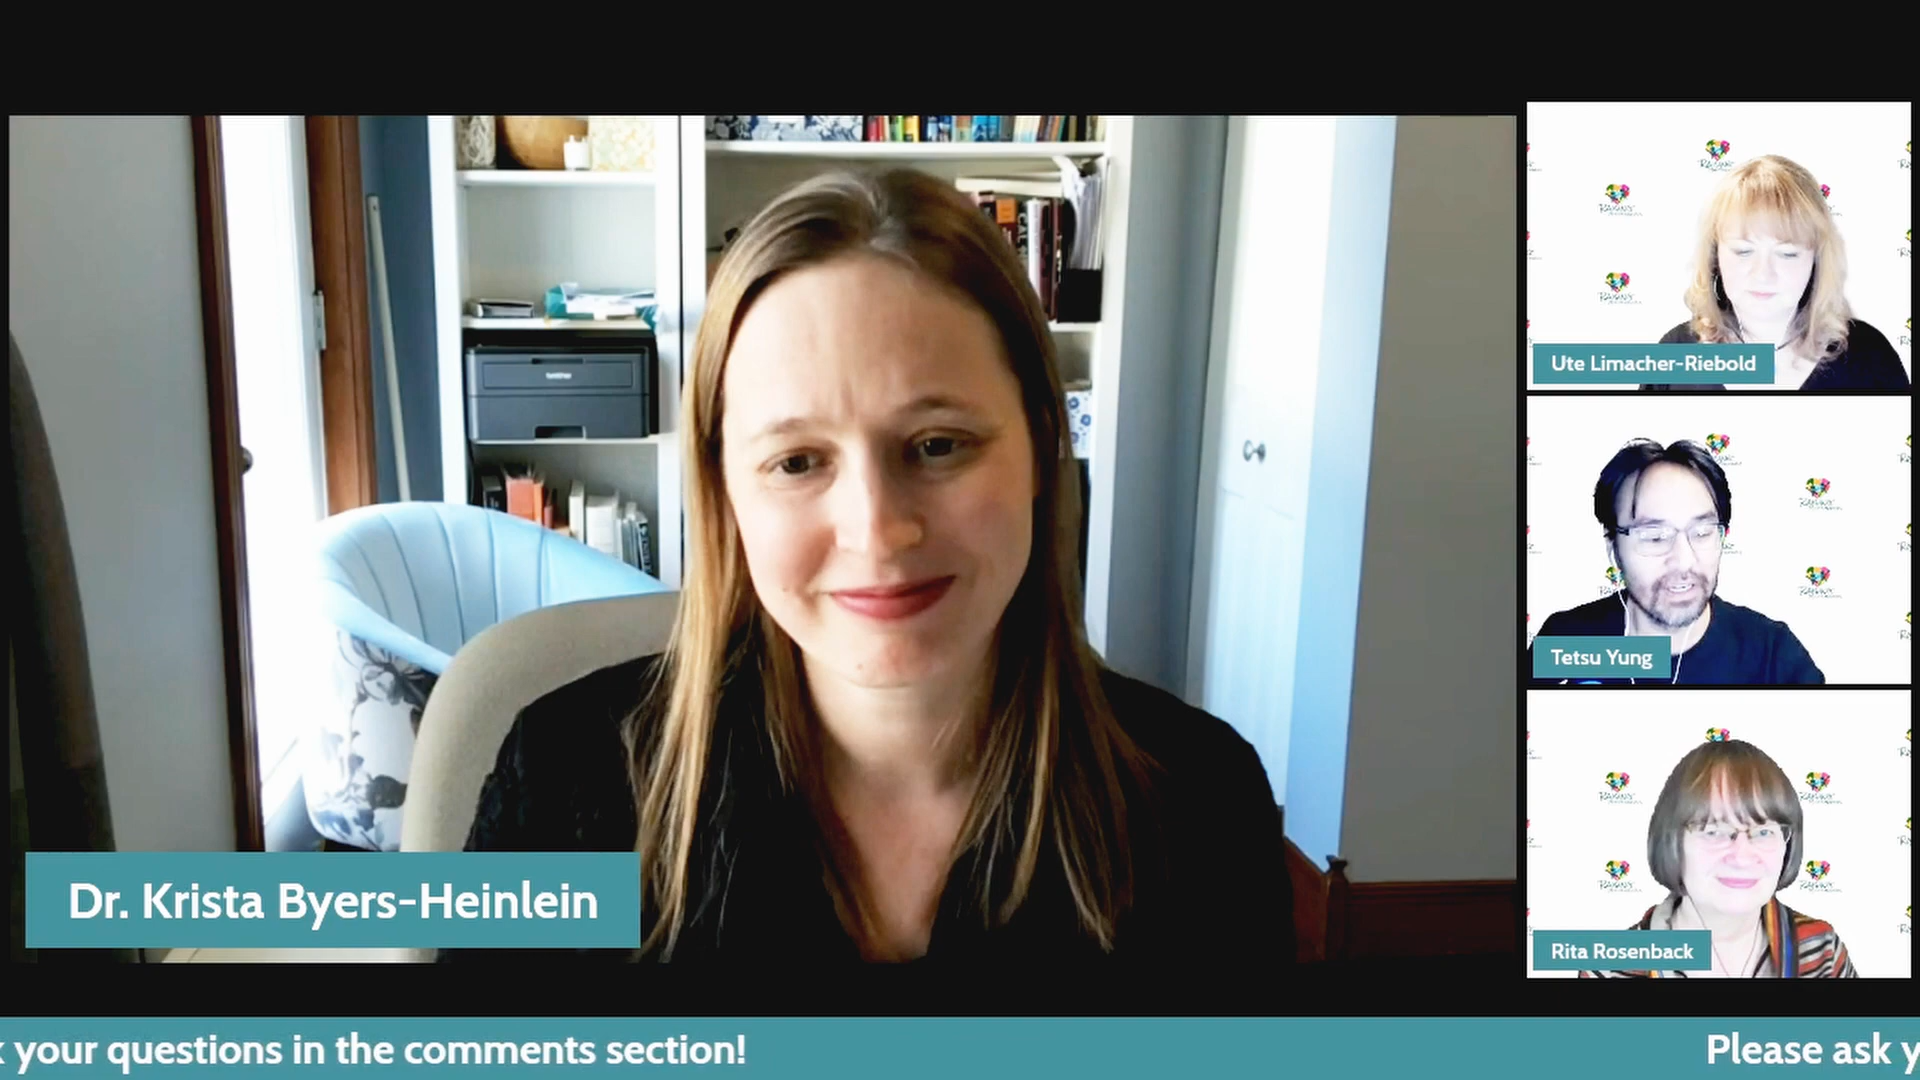 brother
Dr. Krista Byers-Heinlein
Ute Limacher-Riebold
Tetsu Yung
Rita Rosenback
your questions in the comments section!
Please ask